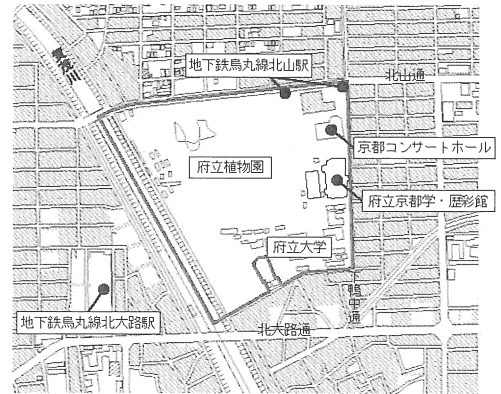 賀茂川
地下鉄烏丸線北山駅
北山通
京都コンサートホール
府立植物園
府立京都学・歴彩館
府立大学
鴨中通
地下鉄烏丸線北大路駅
北大路通